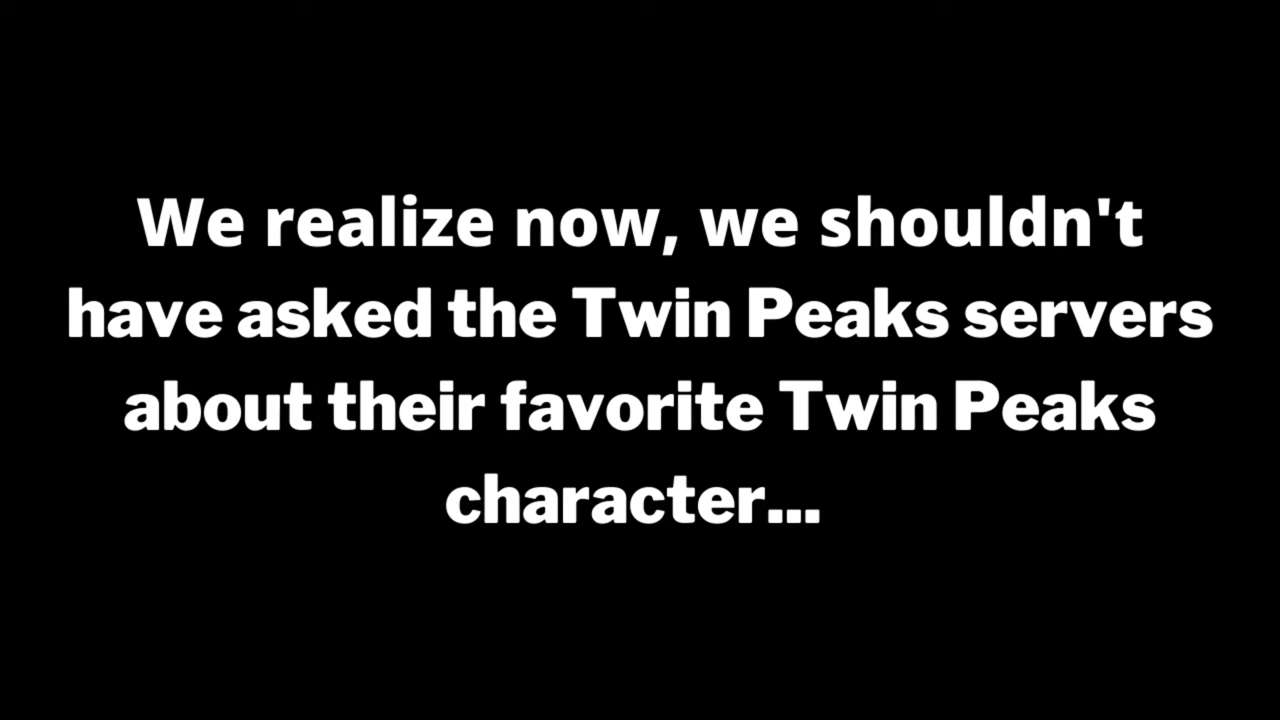 We realize now, we shouldn't
have asked the Twin Peaks servers
about their favorite Twin Peaks
character...